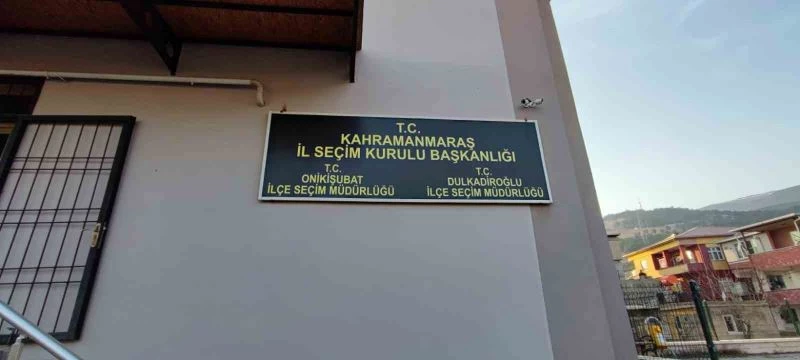 T.C.
KAHRAMANMARAŞ
İL SEÇİM KURULU BAŞKANLIĞI
T.C.
ONİKİŞUBAT
İLÇE SEÇİM MÜDÜRLÜĞÜ
T.C.
DULKADİROĞLU
İLÇE SEÇİM MÜDÜRLÜĞÜ